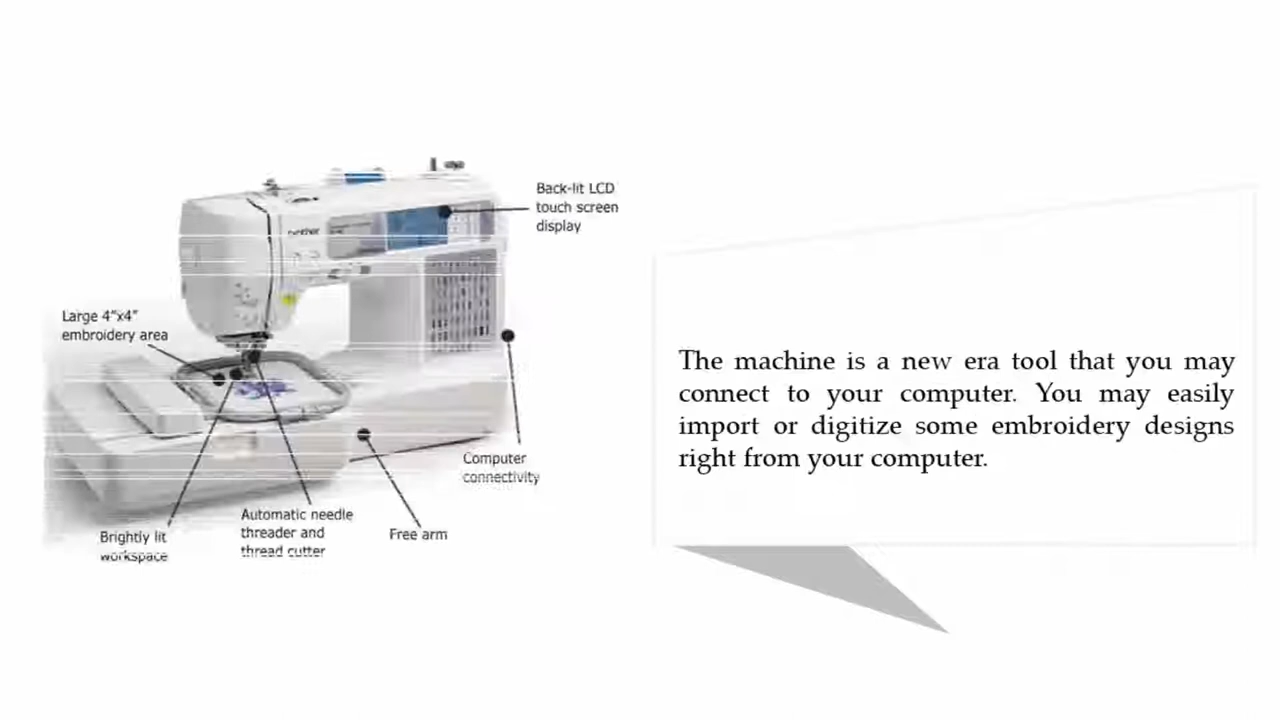 Back-lit LCD
touch screen
display
brother
Large 4"x4"
embroidery area
Computer
connectivity
Automatic needle
threader and
thread cutter
Free arm
Brightly lit
workspace
The machine is a new era tool that you may
connect to your computer. You may easily
import or digitize some embroidery designs
right from your computer.